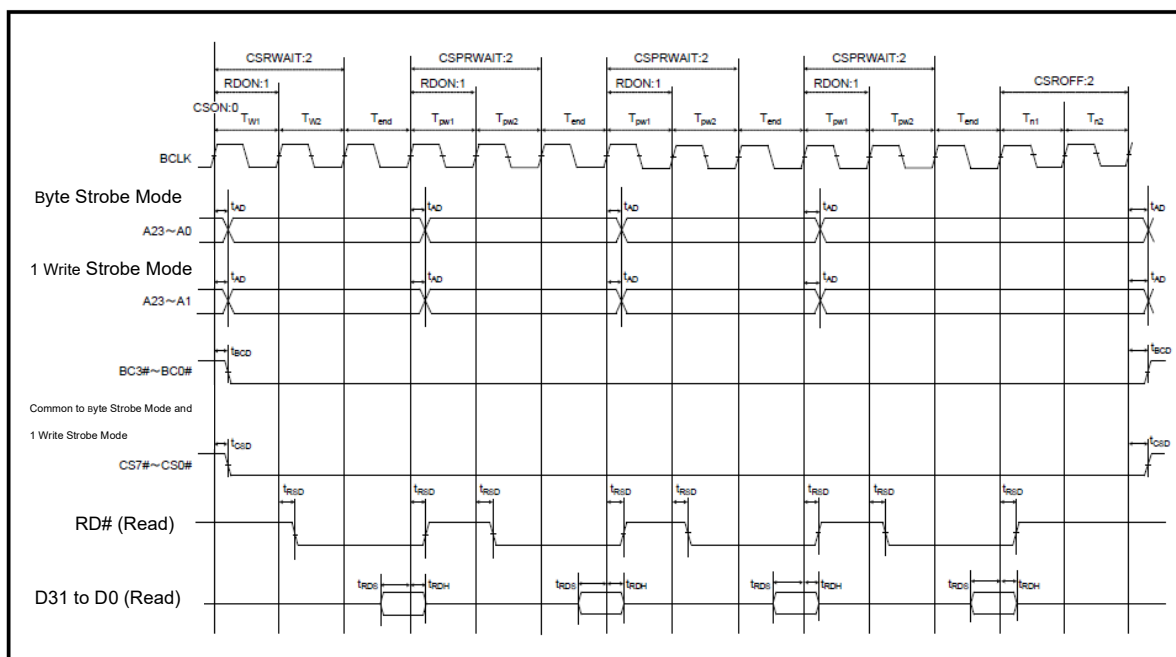 CSRWAIT:2 CSPRWAIT:2 CSPRWAIT:2 CSPRWAIT:2
RDON:1 RDON:1 RDON:1 RDON:1 CSROFF:2
CSON:0
TW1 TW2 Tend Tpw1 Tpw2 Tend Tpw1 Tpw2 Tend Tpw1 Tpw2 Tend Tn1 Tn2
BCLK
Byte Strobe Mode
tAD tAD tAD tAD tAD
A23~A0
1 Write Strobe Mode
tAD tAD tAD tAD tAD
A23~A1
tBCD tBCD
BC3#~BC0#
Common to Byte Strobe Mode and
1 Write Strobe Mode
tCSD tCSD
CS7#~CS0#
tRSD tRSD tRSD tRSD tRSD tRSD tRSD tRSD
RD# (Read)
tRDS tRDH tRDS tRDH tRDS tRDH tRDS tRDH
D31 to D0 (Read)